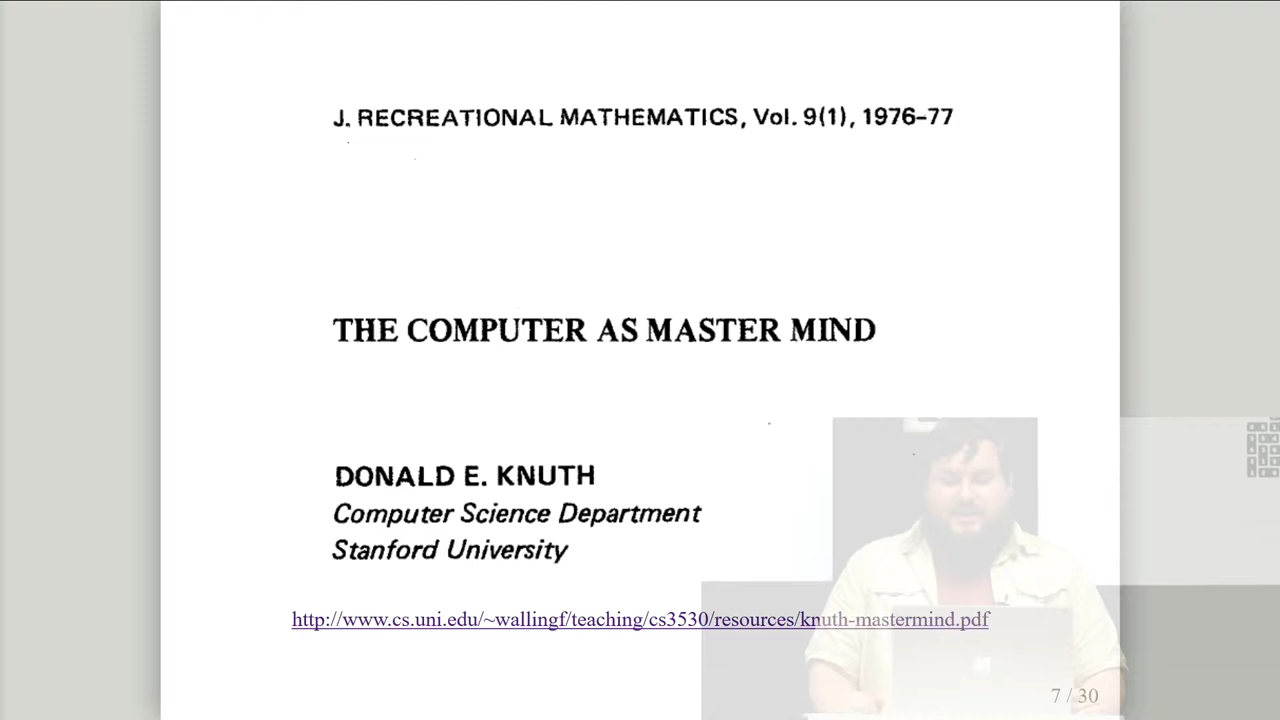 J. RECREATIONAL MATHEMATICS, Vol. 9(1), 1976–77
THE COMPUTER AS MASTER MIND
DONALD E. KNUTH
Computer Science Department
Stanford University
http://www.cs.uni.edu/~wallingf/teaching/cs3530/resources/knuth-mastermind.pdf
7 / 30